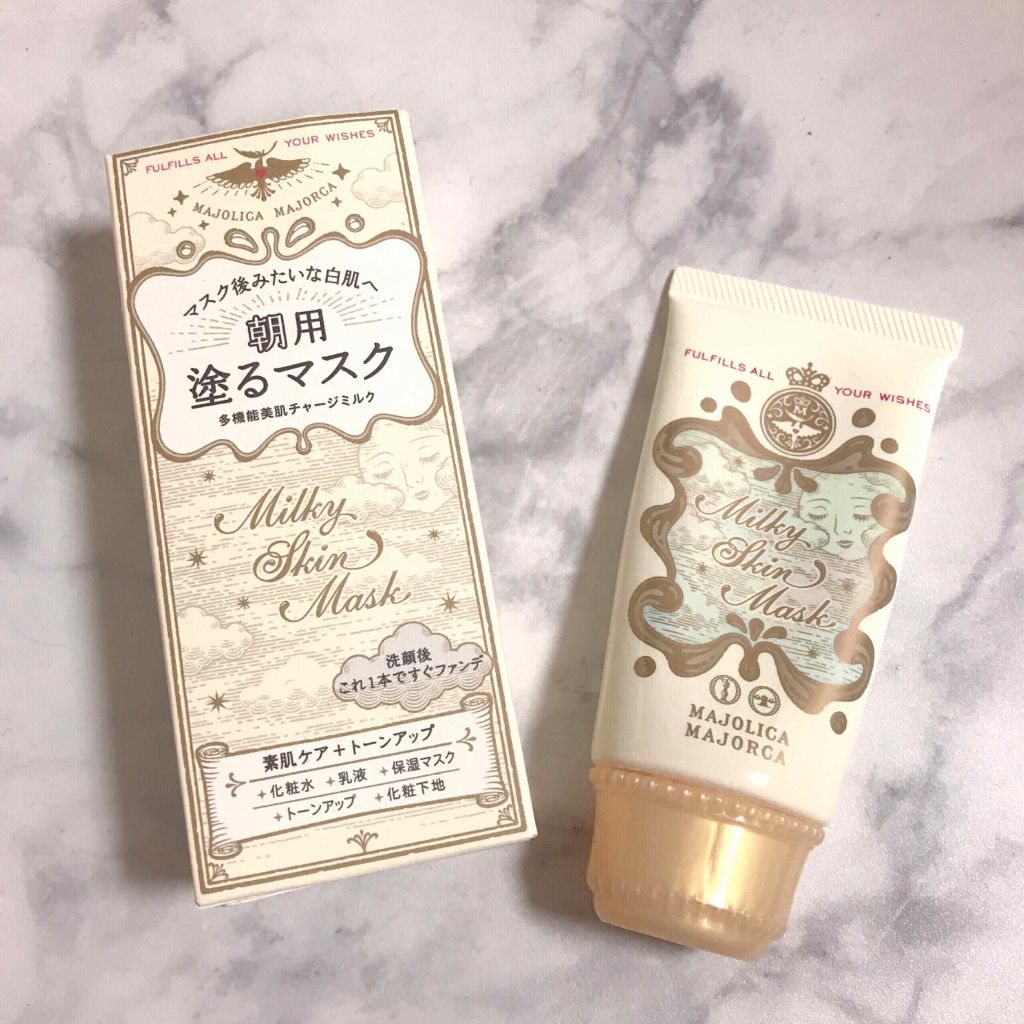 FULFILLS ALL YOUR WISHES
MAJOLICA MAJORCA
マスク後みたいな白肌へ
朝用
塗るマスク
多機能美肌チャージミルク
Milky
Skin
Mask
洗顔後
これ1本ですぐファンデ
素肌ケア+トーンアップ
+化粧水 +乳液 +保湿マスク
+トーンアップ +化粧下地
FULFILLS ALL YOUR WISHES
M
Milky
Skin
Mask
MAJOLICA
MAJORCA